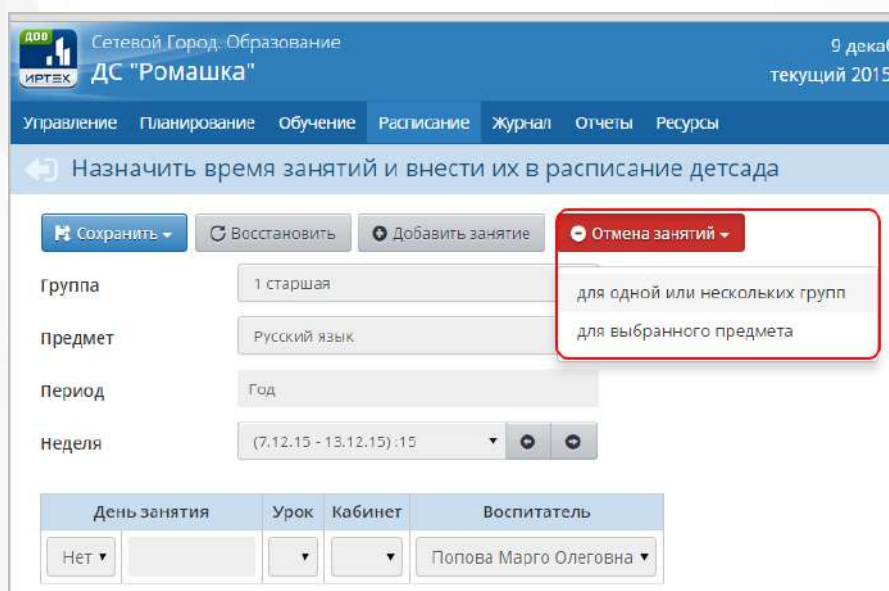 ДОО
ИРТЕХ
Сетевой Город. Образование
ДС "Ромашка"
9 декаб
текущий 2015
Управление Планирование Обучение Расписание Журнал Отчеты Ресурсы
Назначить время занятий и внести их в расписание детсада
Сохранить Восстановить Добавить занятие Отмена занятий
Группа 1 старшая
для одной или нескольких групп
Предмет Русский язык
для выбранного предмета
Период Год
Неделя (7.12.15 - 13.12.15) :15
День занятия Урок Кабинет Воспитатель
Нет Попова Марго Олеговна